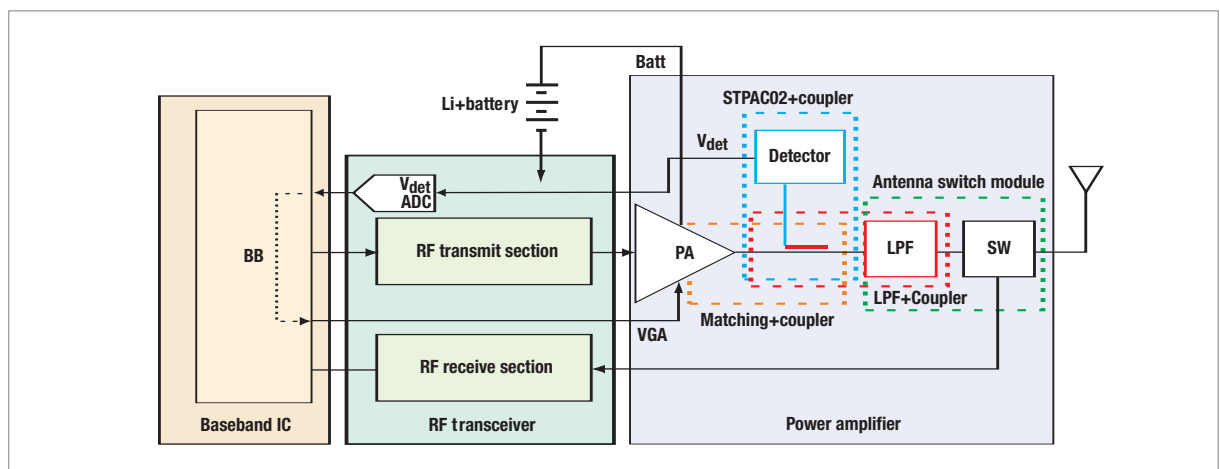 Batt
Li+battery
STPAC02+coupler
Vdet
Detector
Antenna switch module
Vdet
ADC
RF transmit section
PA
LPF
SW
BB
LPF+Coupler
VGA
Matching+coupler
RF receive section
Baseband IC
RF transceiver
Power amplifier